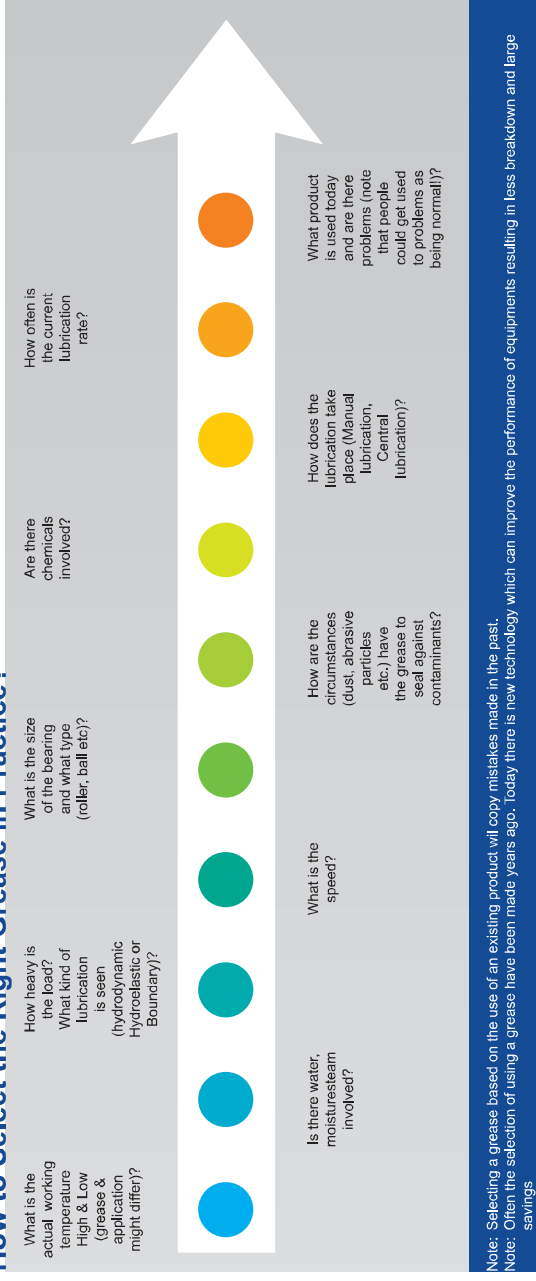 How to Select the Right Grease in Practice?
What is the
actual working
temperature
High & Low
(grease &
application
might differ)?
Is there water,
moisturesteam
involved?
How heavy is
the load?
What kind of
lubrication
is seen
(hydrodynamic
Hydroelastic or
Boundary)?
What is the
speed?
What is the size
of the bearing
and what type
(roller, ball etc)?
How are the
circumstances
(dust, abrasive
particles
etc.) have
the grease to
seal against
contaminants?
Are there
chemicals
involved?
How does the
lubrication take
place (Manual
lubrication,
Central
lubrication)?
How often is
the current
lubrication
rate?
What product
is used today
and are there
problems (note
that people
could get used
to problems as
being normal!)?
Note: Selecting a grease based on the use of an existing product wil copy mistakes made in the past.
Note: Often the selection of using a grease have been made years ago. Today there is new technology which can improve the performance of equipments resulting in less breakdown and large
savings